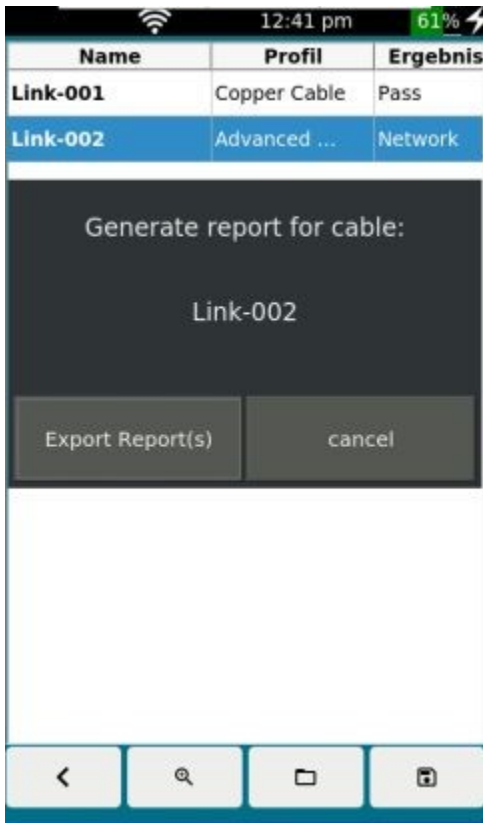 12:41 pm 61%
Name Profil Ergebnis
Link-001 Copper Cable Pass
Link-002 Advanced ... Network
Generate report for cable:
Link-002
Export Report(s) cancel